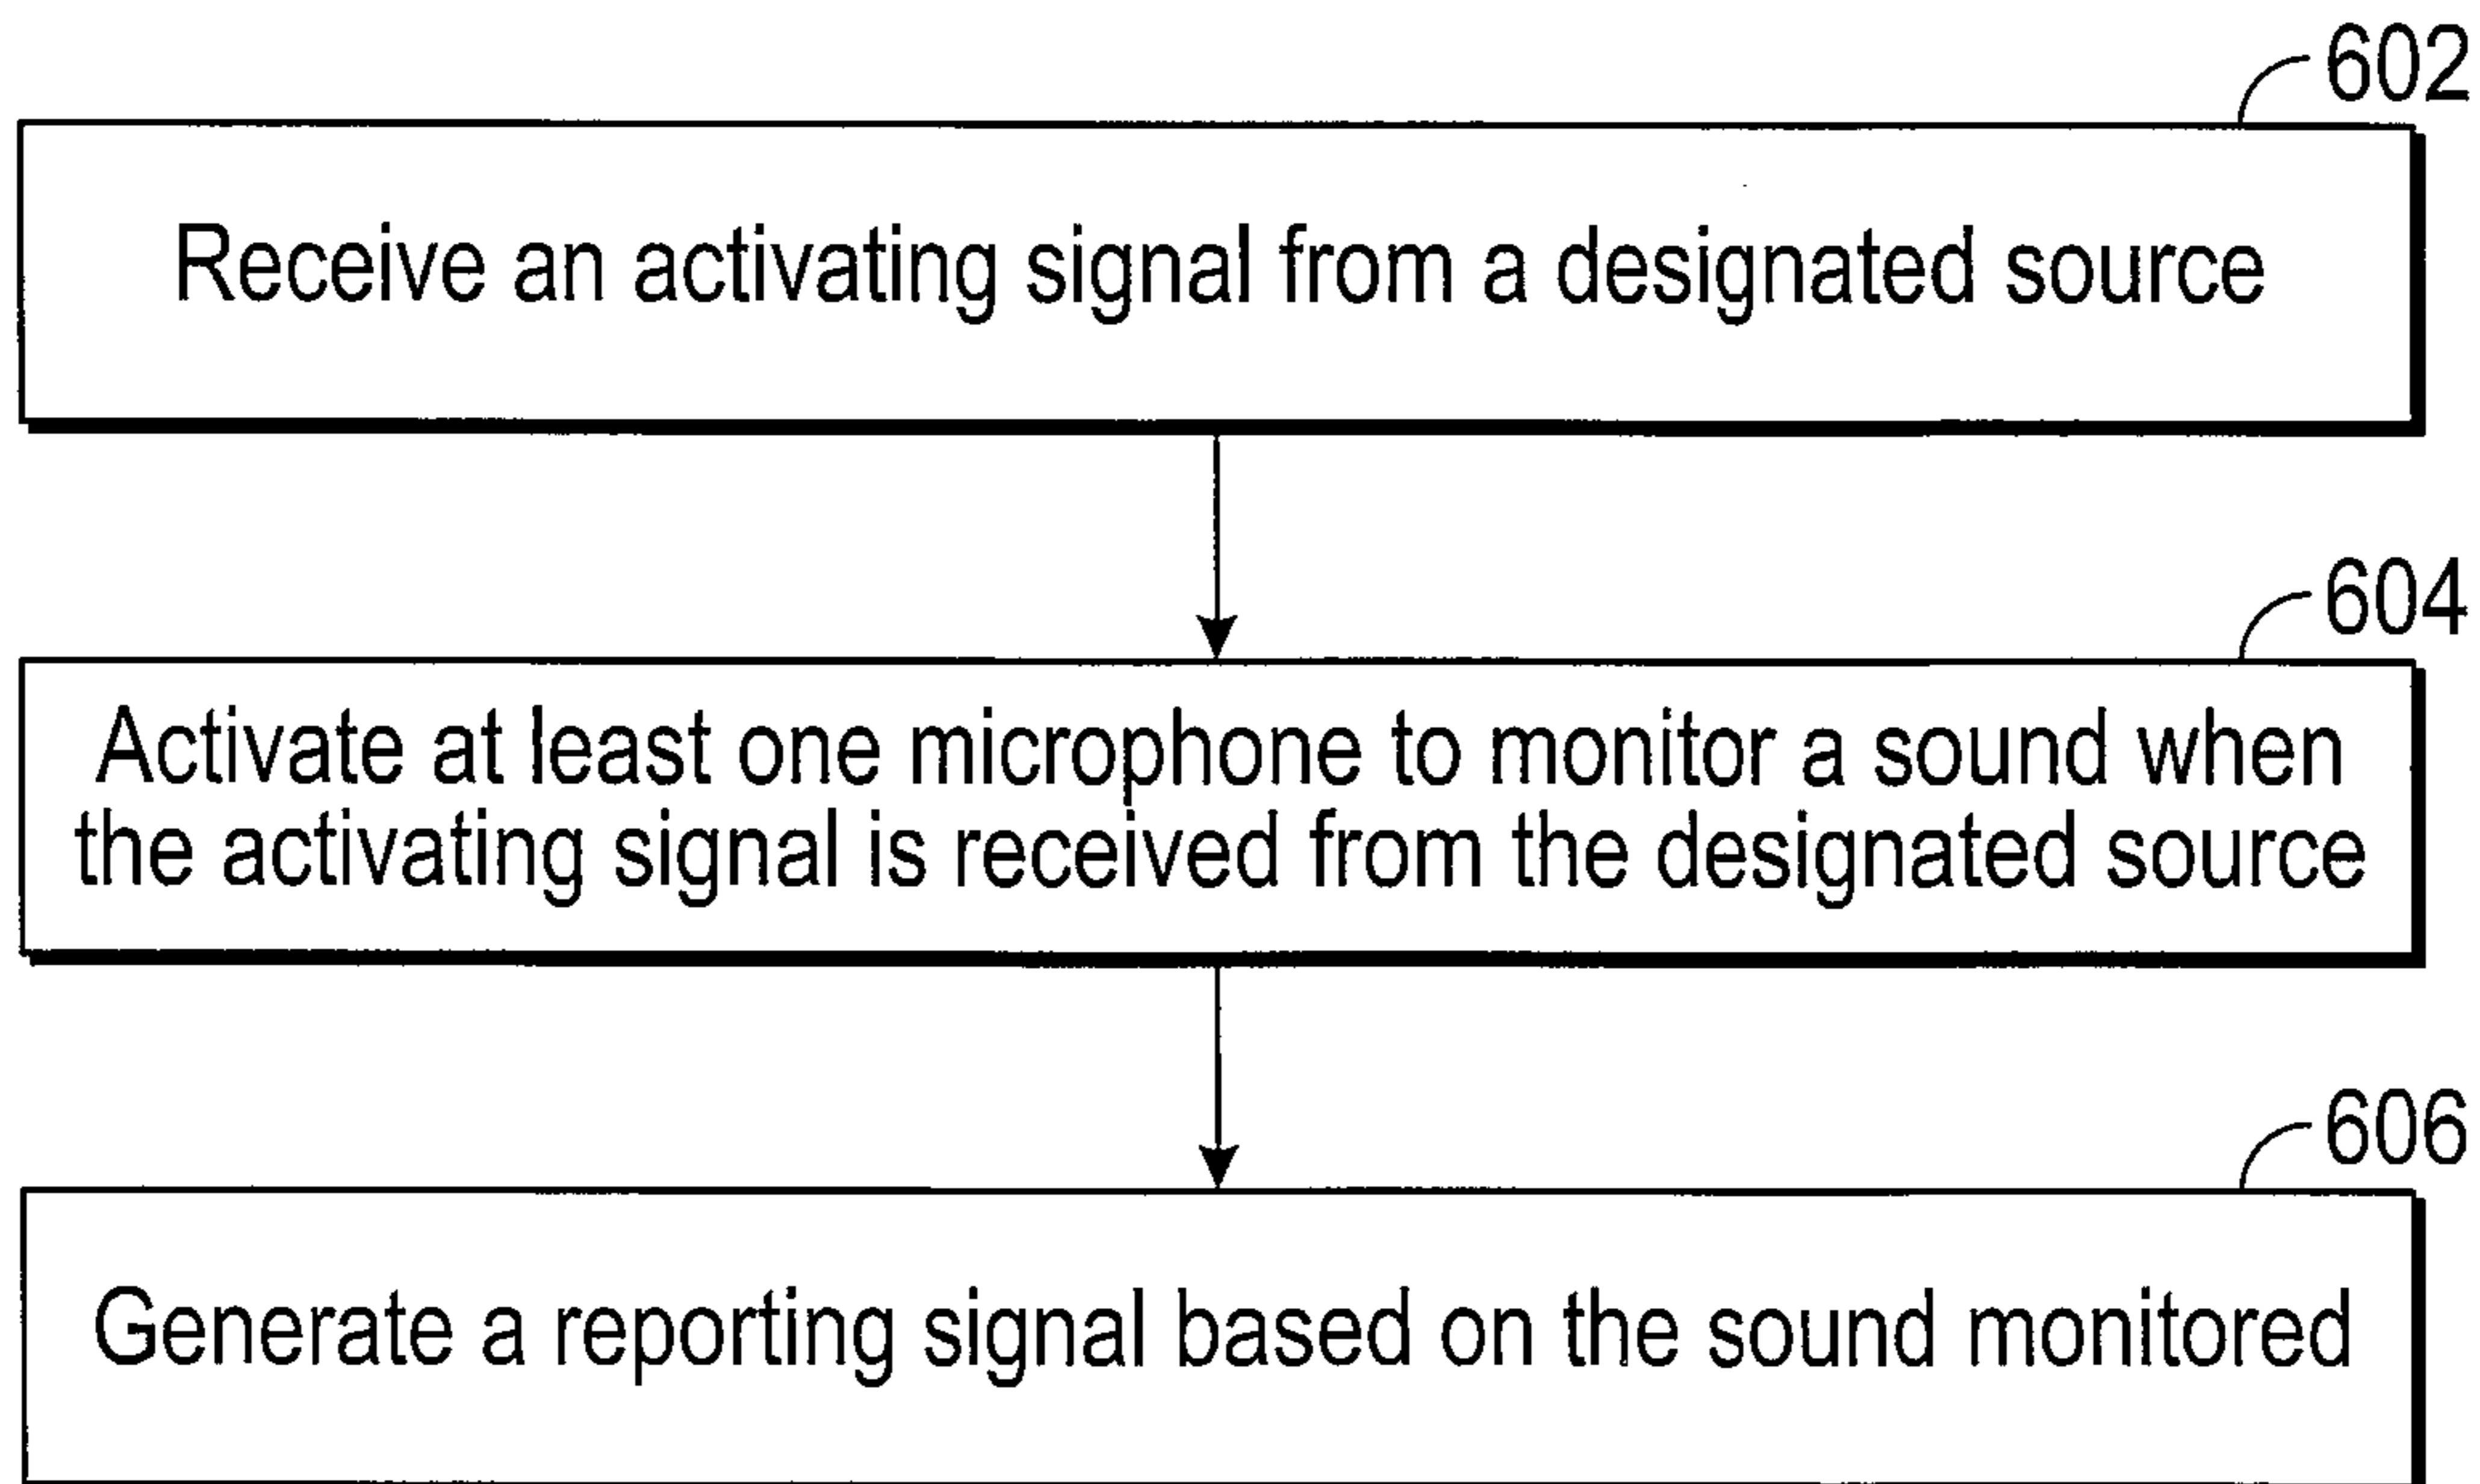 602
Receive an activating signal from a designated source
604
Activate at least one microphone to monitor a sound when
the activating signal is received from the designated source
606
Generate a reporting signal based on the sound monitored